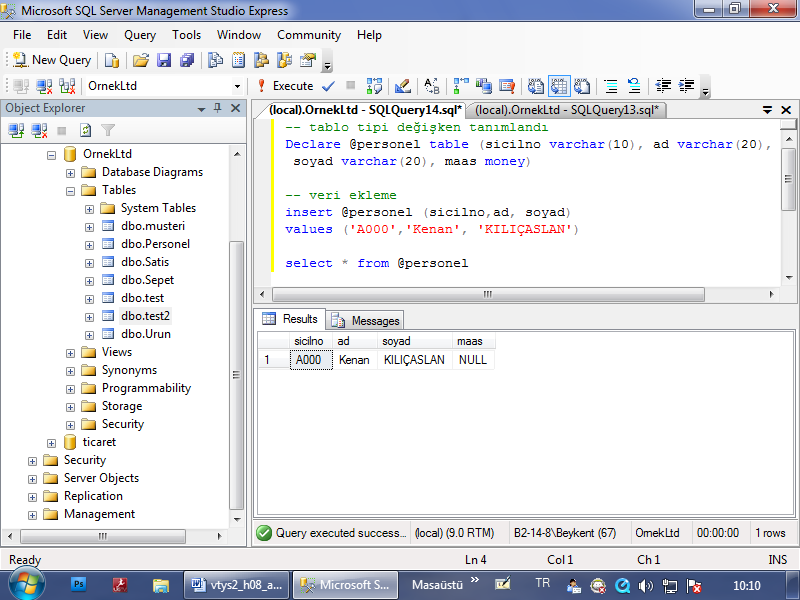 Microsoft SQL Server Management Studio Express
File Edit View Query Tools Window Community Help
New Query
OrnekLtd Execute
Object Explorer
(local).OrnekLtd - SQLQuery14.sql* (local).OrnekLtd - SQLQuery13.sql*
OrnekLtd
Database Diagrams
Tables
System Tables
dbo.musteri
dbo.Personel
dbo.Satis
dbo.Sepet
dbo.test
dbo.test2
dbo.Urun
Views
Synonyms
Programmability
Storage
Security
ticaret
Security
Server Objects
Replication
Management
-- tablo tipi değişken tanımlandı
Declare @personel table (sicilno varchar(10), ad varchar(20),
soyad varchar(20), maas money)
-- veri ekleme
insert @personel (sicilno,ad, soyad)
values ('A000','Kenan', 'KILIÇASLAN')
select * from @personel
Results Messages
sicilno ad soyad maas
1 A000 Kenan KILIÇASLAN NULL
Query executed success... (local) (9.0 RTM) B2-14-8\Beykent (67) OrnekLtd 00:00:00 1 rows
Ready Ln 4 Col 1 Ch 1 INS
Ps vtys2_h08_a... Microsoft S... Masaüstü » TR 10:10